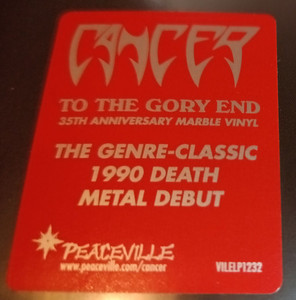 CANCER
TO THE GORY END
35TH ANNIVERSARY MARBLE VINYL
THE GENRE-CLASSIC
1990 DEATH
METAL DEBUT
PEACEVILLE
www.peaceville.com/cancer
VILELP1232